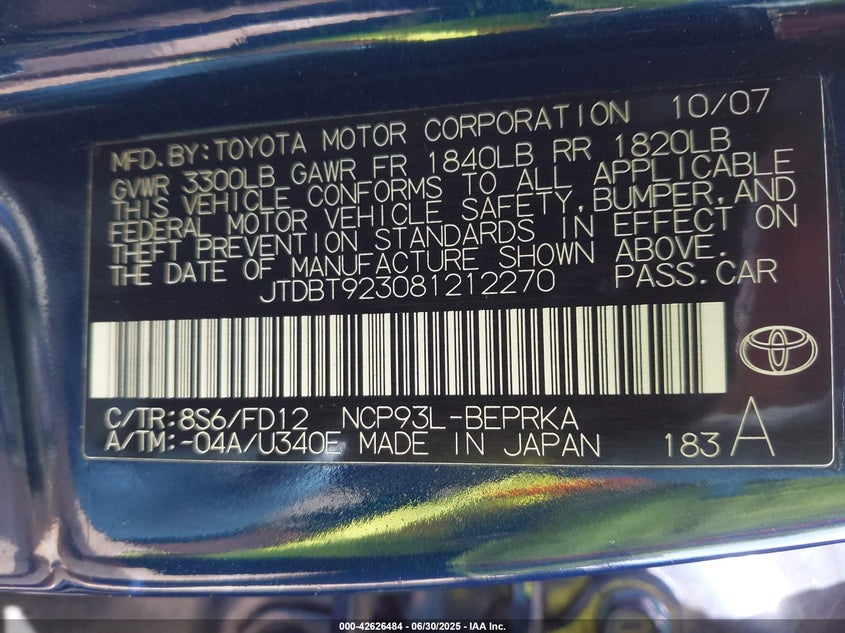 MFD.BY:TOYOTA MOTOR CORPORATION 10/07
GVWR 3300LB GAWR FR 1840LB RR 1820LB
THIS VEHICLE CONFORMS TO ALL APPLICABLE
FEDERAL MOTOR VEHICLE SAFETY,BUMPER,AND
THEFT PREVENTION STANDARDS IN EFFECT ON
THE DATE OF MANUFACTURE SHOWN ABOVE.
JTDBT923081212270 PASS.CAR
C/TR:8S6/FD12 NCP93L-BEPRKA
A/TM:-04A/U340E MADE IN JAPAN 183 A
000-42626484 - 06/30/2025 - IAA Inc.